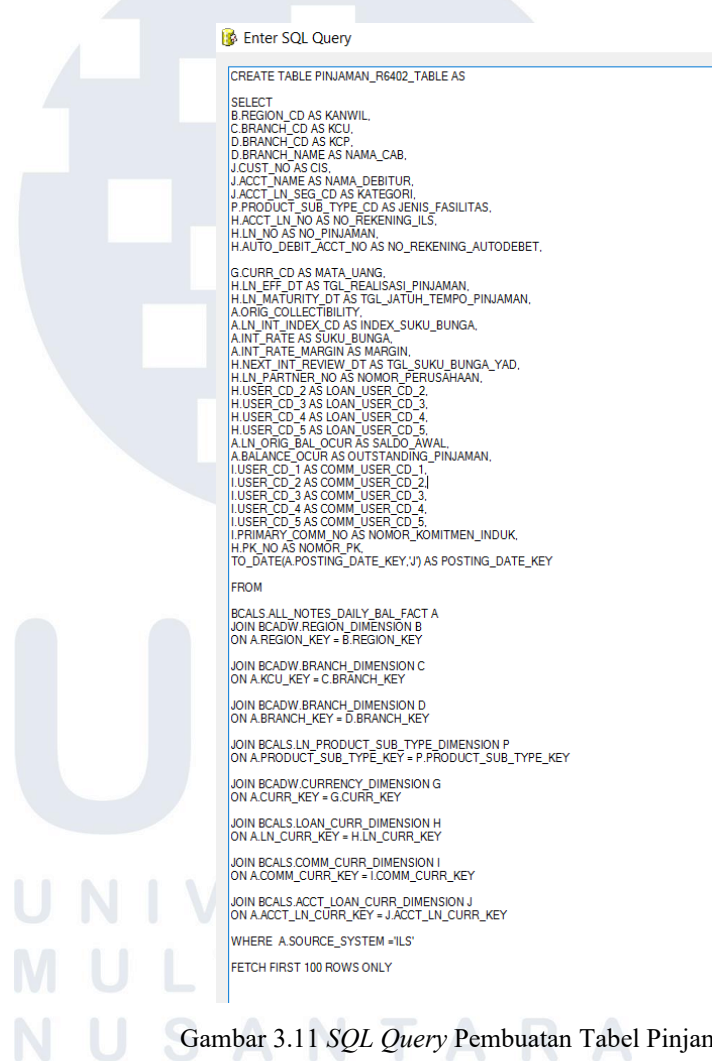 Enter SQL Query
CREATE TABLE PINJAMAN_R6402_TABLE AS
SELECT
B.REGION_CD AS KANWIL,
C.BRANCH_CD AS KCU,
D.BRANCH_CD AS KCP,
D.BRANCH_NAME AS NAMA_CAB,
J.CUST_NO AS CIS,
J.ACCT_NAME AS NAMA_DEBITUR,
J.ACCT_LN_SEG_CD AS KATEGORI,
P.PRODUCT_SUB_TYPE_CD AS JENIS_FASILITAS,
H.ACCT_LN_NO AS NO_REKENING_ILS,
H.LN_NO AS NO_PINJAMAN,
H.AUTO_DEBIT_ACCT_NO AS NO_REKENING_AUTODEBET,
G.CURR_CD AS MATA_UANG,
H.LN_EFF_DT AS TGL_REALISASI_PINJAMAN,
H.LN_MATURITY_DT AS TGL_JATUH_TEMPO_PINJAMAN,
A.ORIG_COLLECTIBILITY,
A.LN_INT_INDEX_CD AS INDEX_SUKU_BUNGA,
A.INT_RATE AS SUKU_BUNGA,
A.INT_RATE_MARGIN AS MARGIN,
H.NEXT_INT_REVIEW_DT AS TGL_SUKU_BUNGA_YAD,
H.LN_PARTNER_NO AS NOMOR_PERUSAHAAN,
H.USER_CD_2 AS LOAN_USER_CD_2,
H.USER_CD_3 AS LOAN_USER_CD_3,
H.USER_CD_4 AS LOAN_USER_CD_4,
H.USER_CD_5 AS LOAN_USER_CD_5,
A.LN_ORIG_BAL_OCUR AS SALDO_AWAL,
A.BALANCE_OCUR AS OUTSTANDING_PINJAMAN,
I.USER_CD_1 AS COMM_USER_CD_1,
I.USER_CD_2 AS COMM_USER_CD_2,
I.USER_CD_3 AS COMM_USER_CD_3,
I.USER_CD_4 AS COMM_USER_CD_4,
I.USER_CD_5 AS COMM_USER_CD_5,
I.PRIMARY_COMM_NO AS NOMOR_KOMITMEN_INDUK,
H.PK_NO AS NOMOR_PK,
TO_DATE(A.POSTING_DATE_KEY,'J') AS POSTING_DATE_KEY
FROM
BCALS.ALL_NOTES_DAILY_BAL_FACT A
JOIN BCADW.REGION_DIMENSION B
ON A.REGION_KEY = B.REGION_KEY
JOIN BCADW.BRANCH_DIMENSION C
ON A.KCU_KEY = C.BRANCH_KEY
JOIN BCADW.BRANCH_DIMENSION D
ON A.BRANCH_KEY = D.BRANCH_KEY
JOIN BCALS.LN_PRODUCT_SUB_TYPE_DIMENSION P
ON A.PRODUCT_SUB_TYPE_KEY = P.PRODUCT_SUB_TYPE_KEY
JOIN BCADW.CURRENCY_DIMENSION G
ON A.CURR_KEY = G.CURR_KEY
JOIN BCALS.LOAN_CURR_DIMENSION H
ON A.LN_CURR_KEY = H.LN_CURR_KEY
JOIN BCALS.COMM_CURR_DIMENSION I
ON A.COMM_CURR_KEY = I.COMM_CURR_KEY
JOIN BCALS.ACCT_LOAN_CURR_DIMENSION J
ON A.ACCT_LN_CURR_KEY = J.ACCT_LN_CURR_KEY
WHERE A.SOURCE_SYSTEM ='ILS'
FETCH FIRST 100 ROWS ONLY
U
UNIV
MUL
NUSANTARA
Gambar 3.11 SQL Query Pembuatan Tabel Pinjam